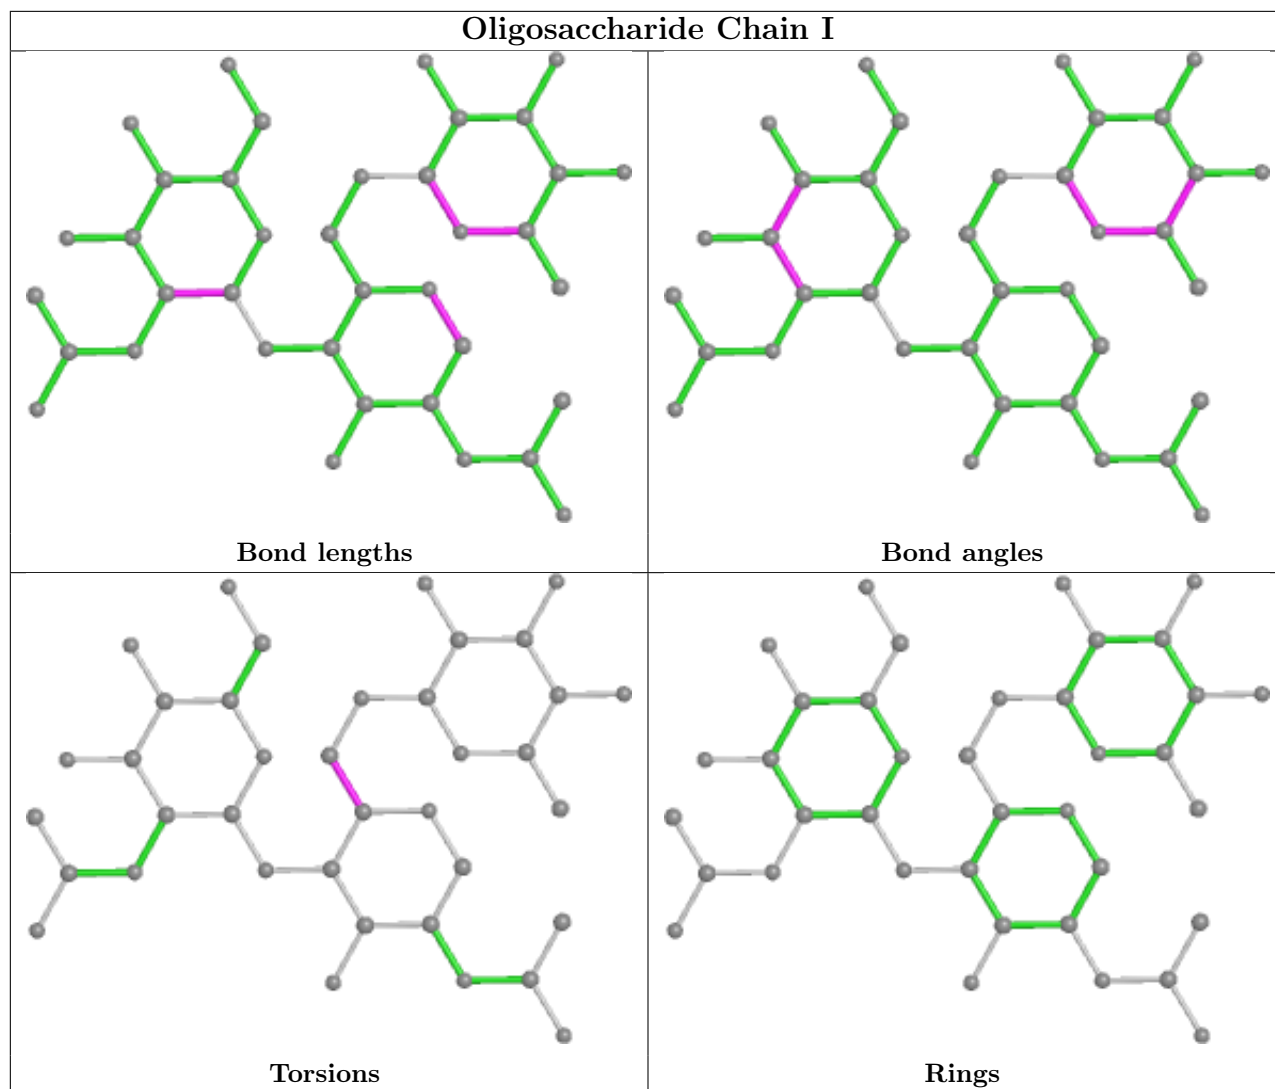 Oligosaccharide Chain I
Bond lengths
Bond angles
Torsions
Rings